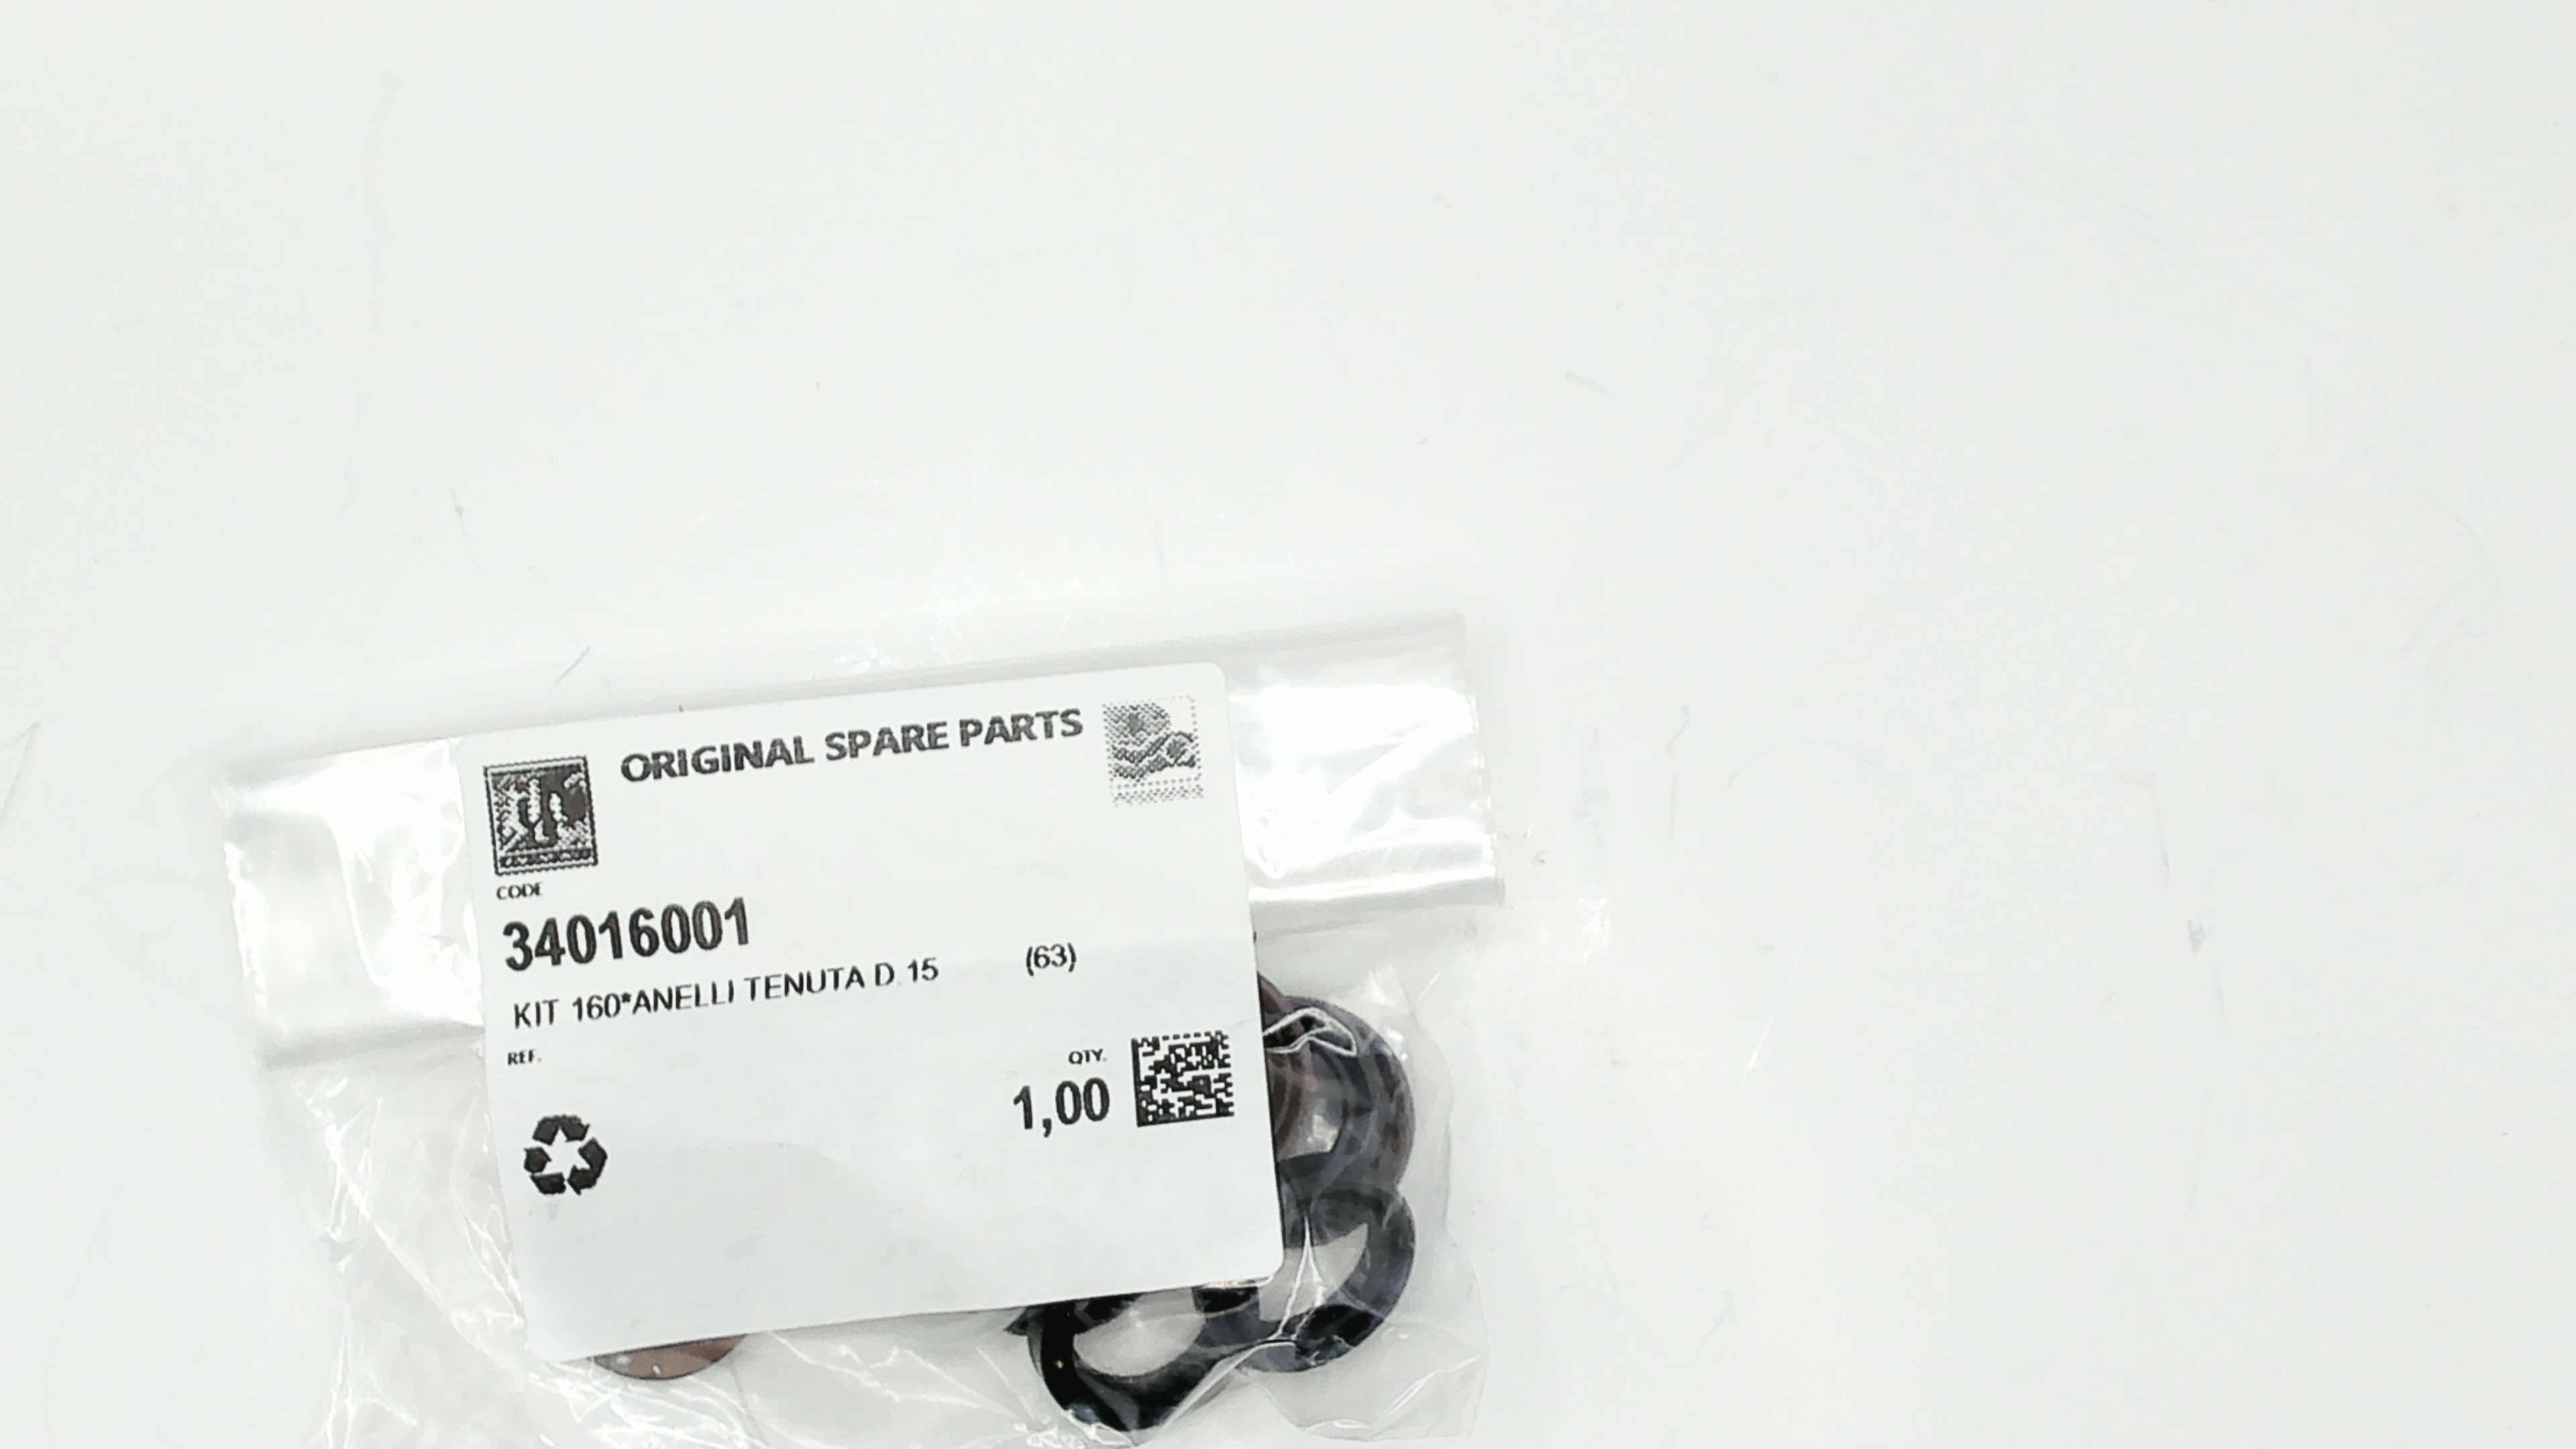 ORIGINAL SPARE PARTS
CODE
34016001
KIT 160*ANELLI TENUTA D.15 (63)
REF.
QTY.
1,00